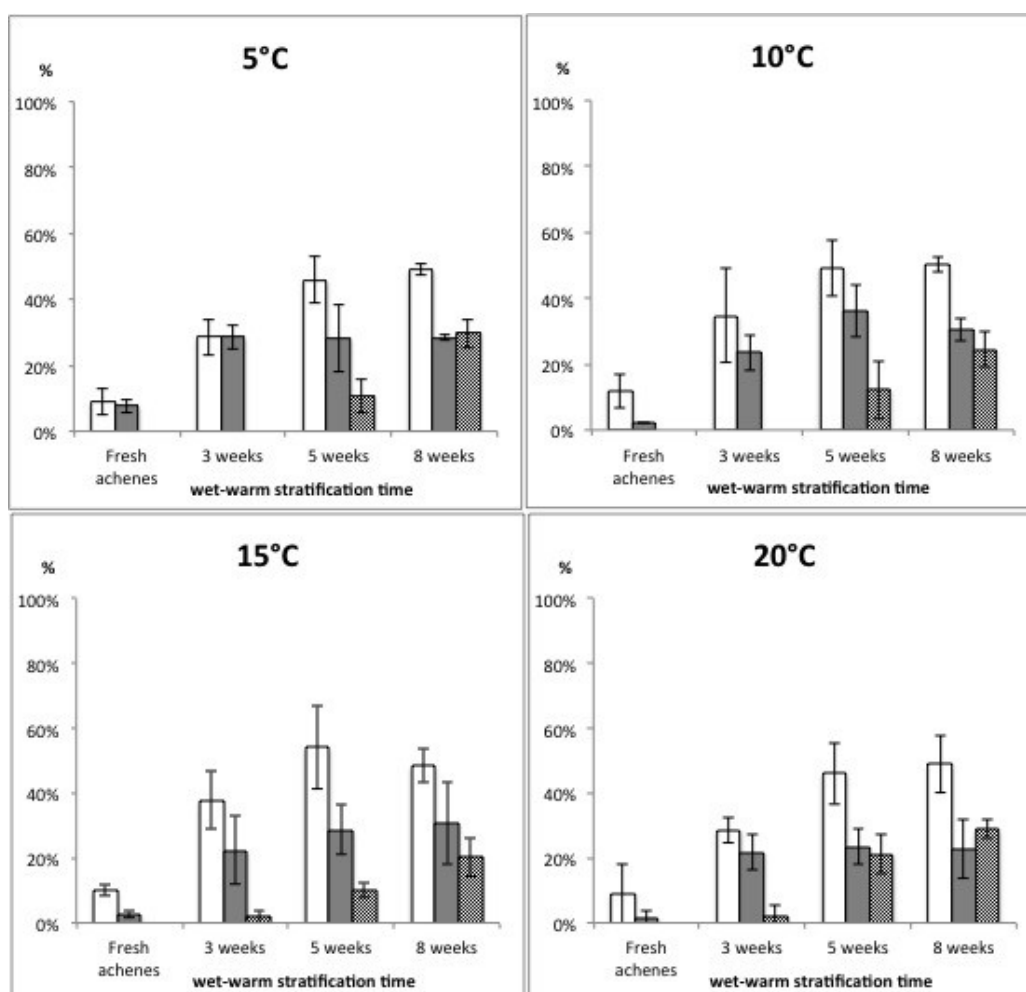 5°C
%
100%
80%
60%
40%
20%
0%
Fresh achenes
3 weeks
5 weeks
8 weeks
wet-warm stratification time
10°C
%
100%
80%
60%
40%
20%
0%
Fresh achenes
3 weeks
5 weeks
8 weeks
wet-warm stratification time
15°C
%
100%
80%
60%
40%
20%
0%
Fresh achenes
3 weeks
5 weeks
8 weeks
wet-warm stratification time
20°C
%
100%
80%
60%
40%
20%
0%
Fresh achenes
3 weeks
5 weeks
8 weeks
wet-warm stratification time